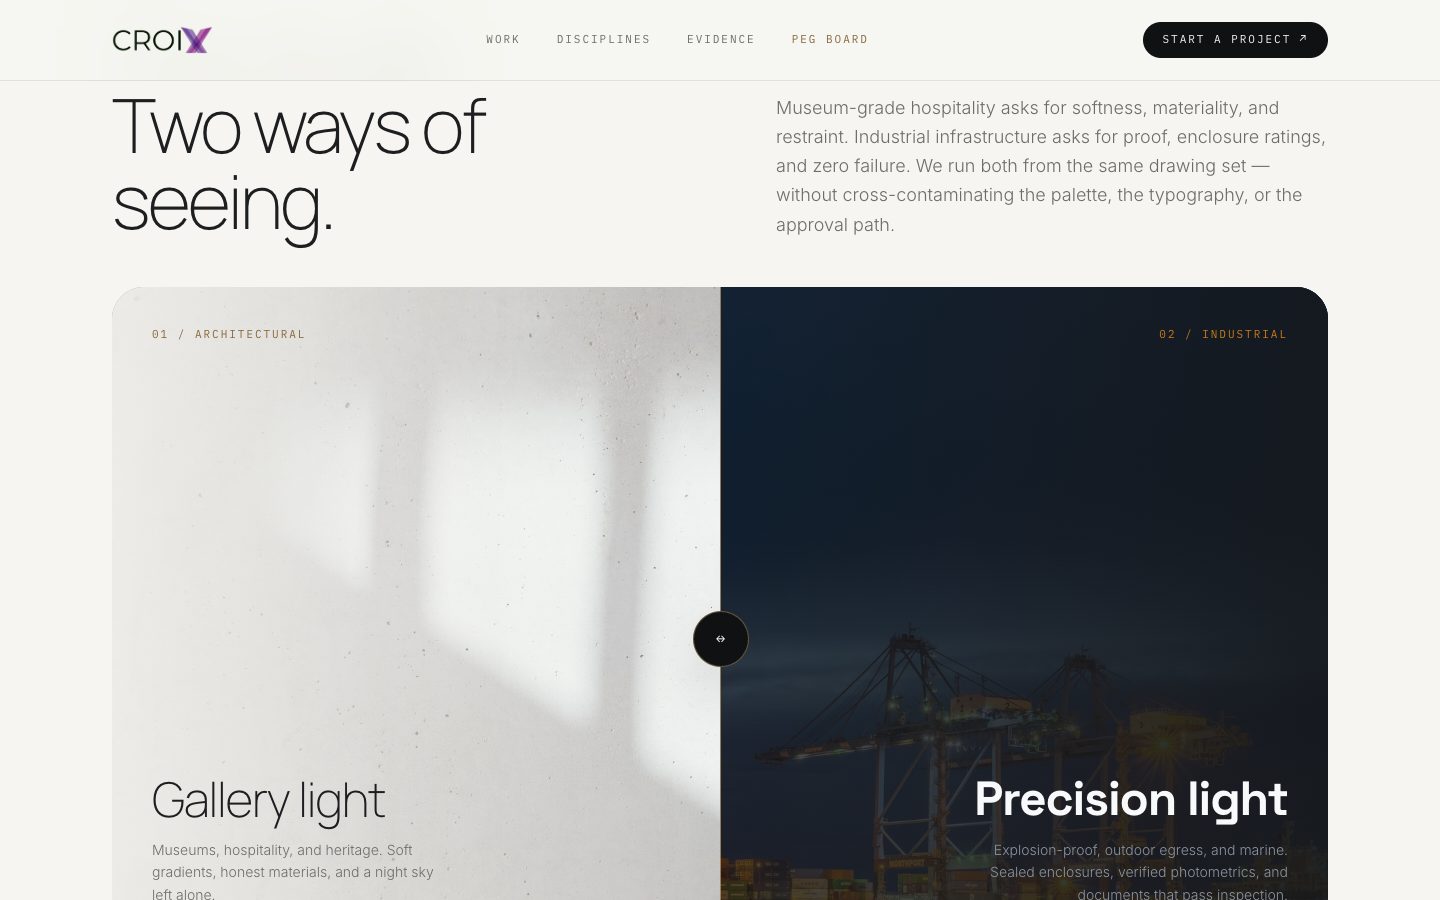 CROIX
WORK
DISCIPLINES
EVIDENCE
PEG BOARD
START A PROJECT ↗
Two ways of
seeing.
Museum-grade hospitality asks for softness, materiality, and
restraint. Industrial infrastructure asks for proof, enclosure ratings,
and zero failure. We run both from the same drawing set —
without cross-contaminating the palette, the typography, or the
approval path.
01 / ARCHITECTURAL
02 / INDUSTRIAL
↔
Gallery light
Museums, hospitality, and heritage. Soft
gradients, honest materials, and a night sky
left alone.
Precision light
Explosion-proof, outdoor egress, and marine.
Sealed enclosures, verified photometrics, and
documents that pass inspection.
NORTHPORT